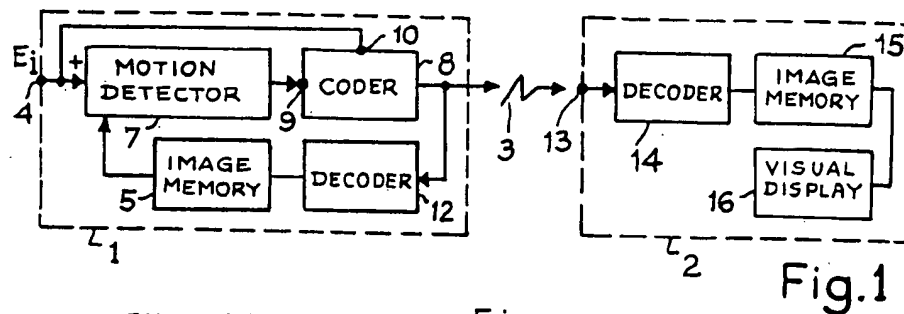 Ei
4
+
MOTION
DETECTOR
7
9
10
CODER
8
3
13
DECODER
14
15
IMAGE
MEMORY
IMAGE
MEMORY
5
DECODER
12
VISUAL
DISPLAY
16
1
2
Fig.1